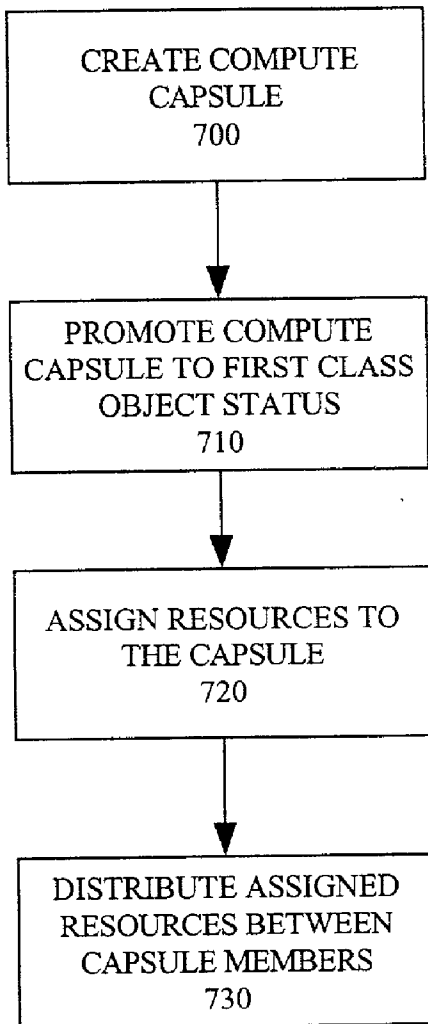 CREATE COMPUTE
CAPSULE
700
PROMOTE COMPUTE
CAPSULE TO FIRST CLASS
OBJECT STATUS
710
ASSIGN RESOURCES TO
THE CAPSULE
720
DISTRIBUTE ASSIGNED
RESOURCES BETWEEN
CAPSULE MEMBERS
730